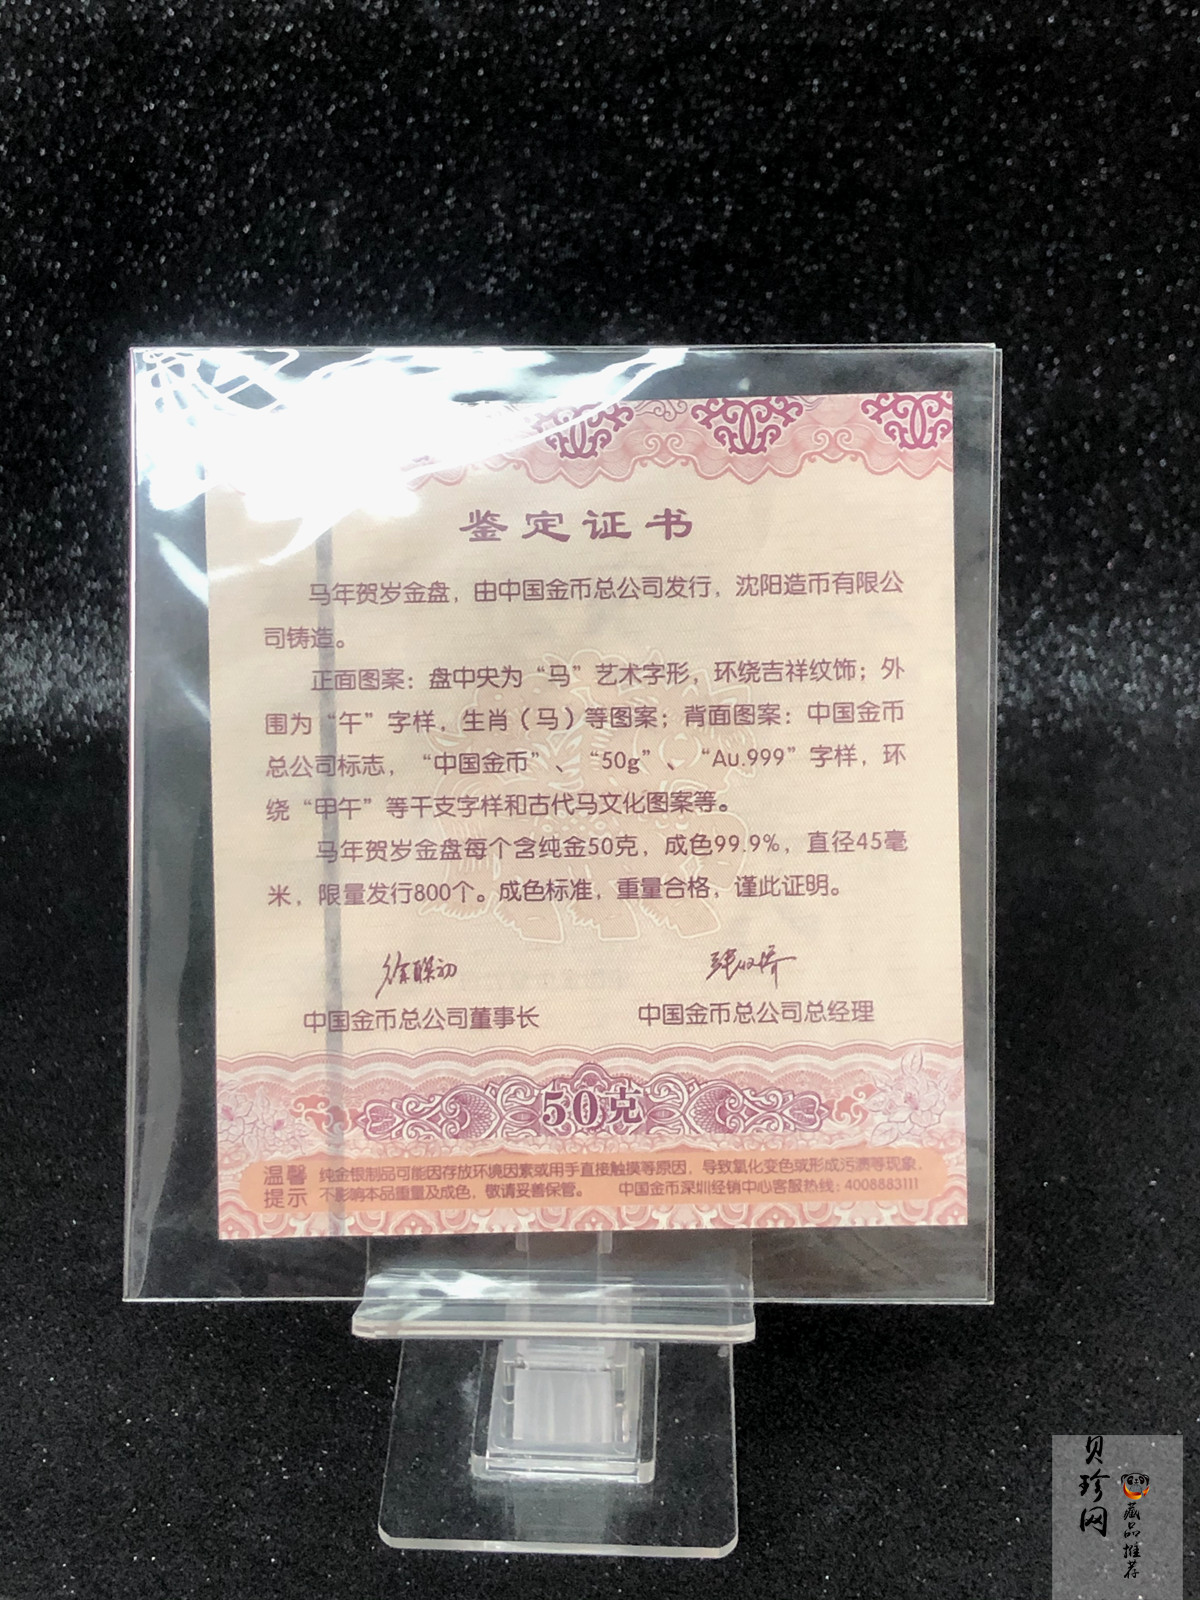 鉴定证书
马年贺岁金盘，由中国金币总公司发行，沈阳造币有限公
司铸造。
正面图案：盘中央为“马”艺术字形，环绕吉祥纹饰；外
围为“午”字样，生肖（马）等图案；背面图案：中国金币
总公司标志，“中国金币”、“50g”、“Au.999”字样，环
绕“甲午”等干支字样和古代马文化图案等。
马年贺岁金盘每个含纯金50克，成色99.9%，直径45毫
米，限量发行800个。成色标准，重量合格，谨此证明。
中国金币总公司董事长
中国金币总公司总经理
50克
温馨提示
纯金银制品可能因存放环境因素或用手直接触摸等原因，导致氧化变色或形成污渍等现象，
不影响本品重量及成色，敬请妥善保管。 中国金币深圳经销中心客服热线：4008883111
贝珍网
藏品推荐